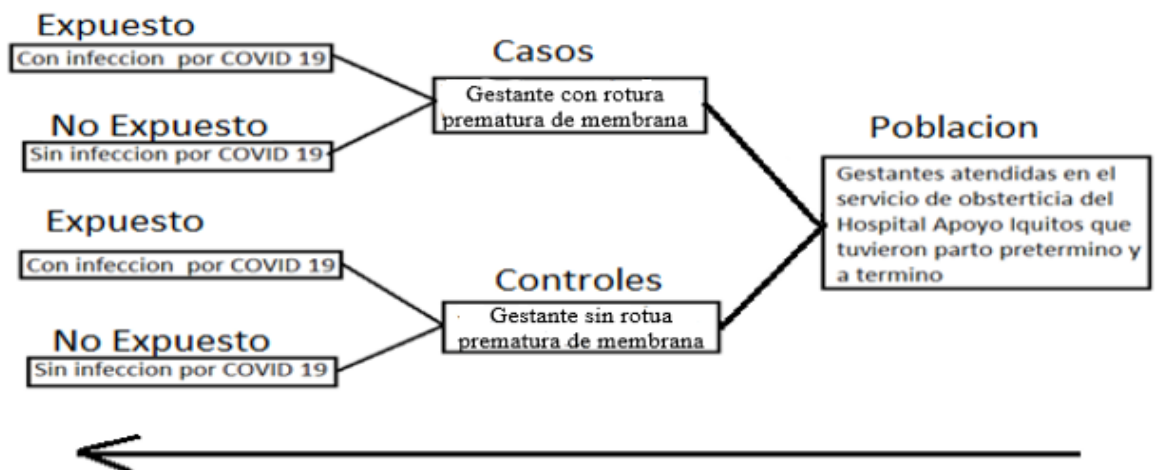 Expuesto
Con infeccion por COVID 19
No Expuesto
Sin infeccion por COVID 19
Expuesto
Con infeccion por COVID 19
No Expuesto
Sin infeccion por COVID 19
Casos
Gestante con rotura
prematura de membrana
Controles
Gestante sin rotua
prematura de membrana
Poblacion
Gestantes atendidas en el
servicio de obsterticia del
Hospital Apoyo Iquitos que
tuvieron parto pretermino y
a termino